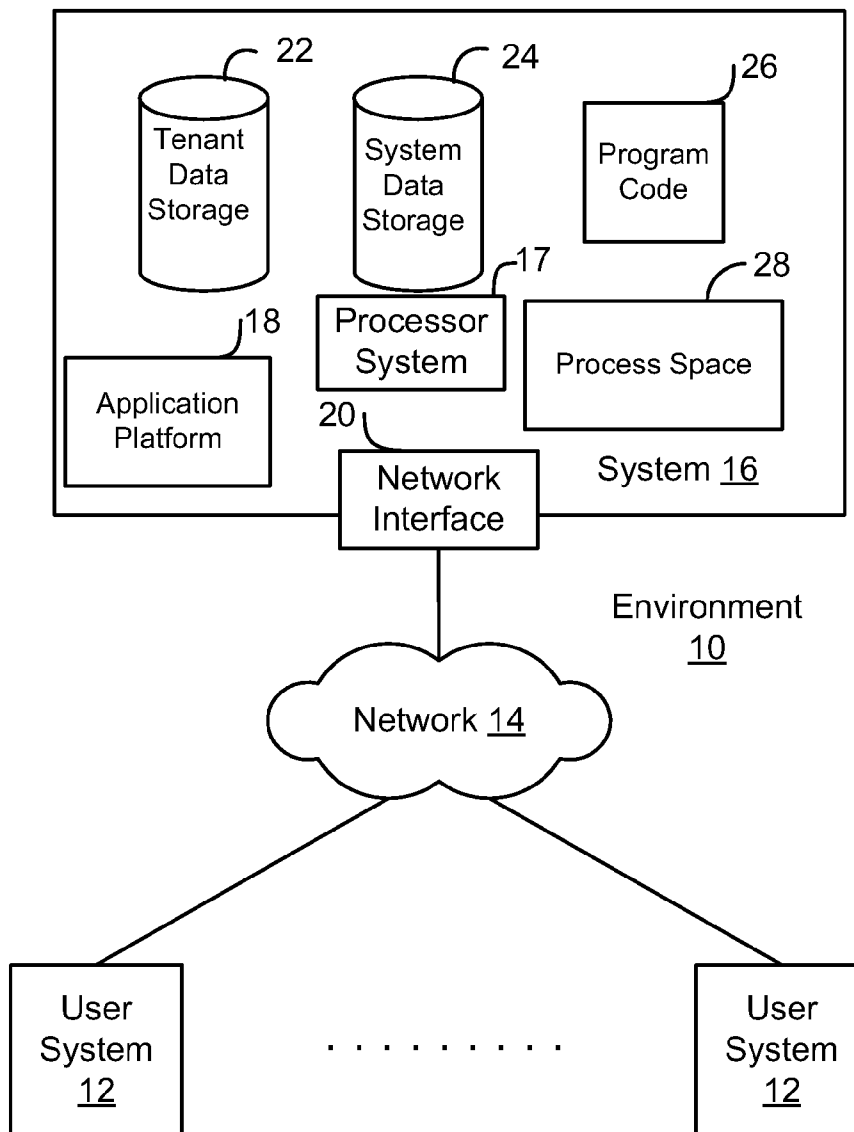 22
24
26
Tenant
Data
Storage
System
Data
Storage
Program
Code
17
28
18
Processor
System
Process Space
Application
Platform
20
Network
Interface
System 16
Environment
10
Network 14
User
System
12
. . . . . . . . .
User
System
12